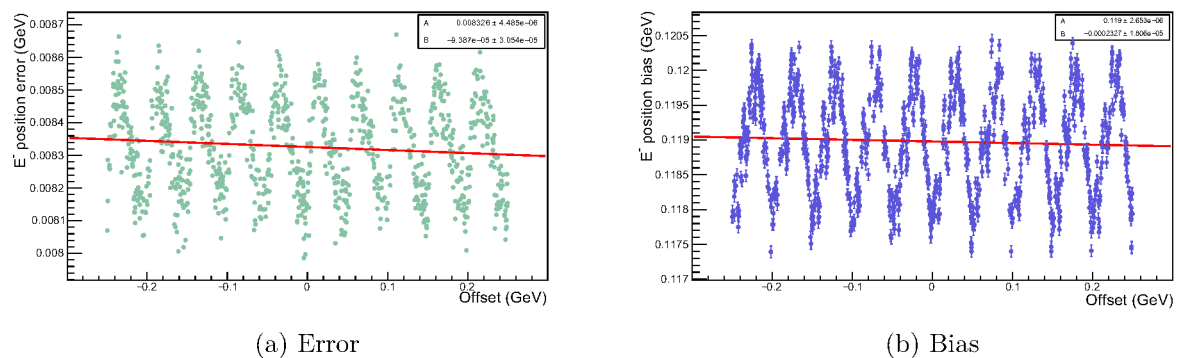 A 0.008326 ± 4.485e−06
B −9.387e−05 ± 3.054e−05
E⁻ position error (GeV)
0.0087
0.0086
0.0085
0.0084
0.0083
0.0082
0.0081
0.008
−0.2 −0.1 0 0.1 0.2
Offset (GeV)
(a) Error
A 0.119 ± 2.653e−06
B −0.0002327 ± 1.806e−05
E⁻ position bias (GeV)
0.1205
0.12
0.1195
0.119
0.1185
0.118
0.1175
0.117
−0.2 −0.1 0 0.1 0.2
Offset (GeV)
(b) Bias